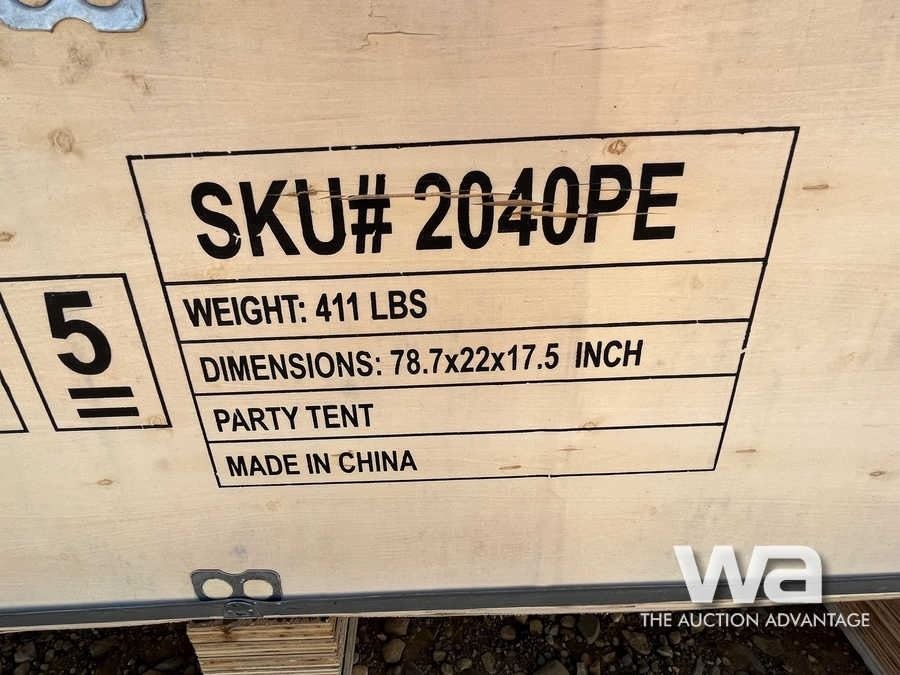 SKU# 2040PE
WEIGHT: 411 LBS
DIMENSIONS: 78.7x22x17.5 INCH
PARTY TENT
MADE IN CHINA
5
wa
THE AUCTION ADVANTAGE